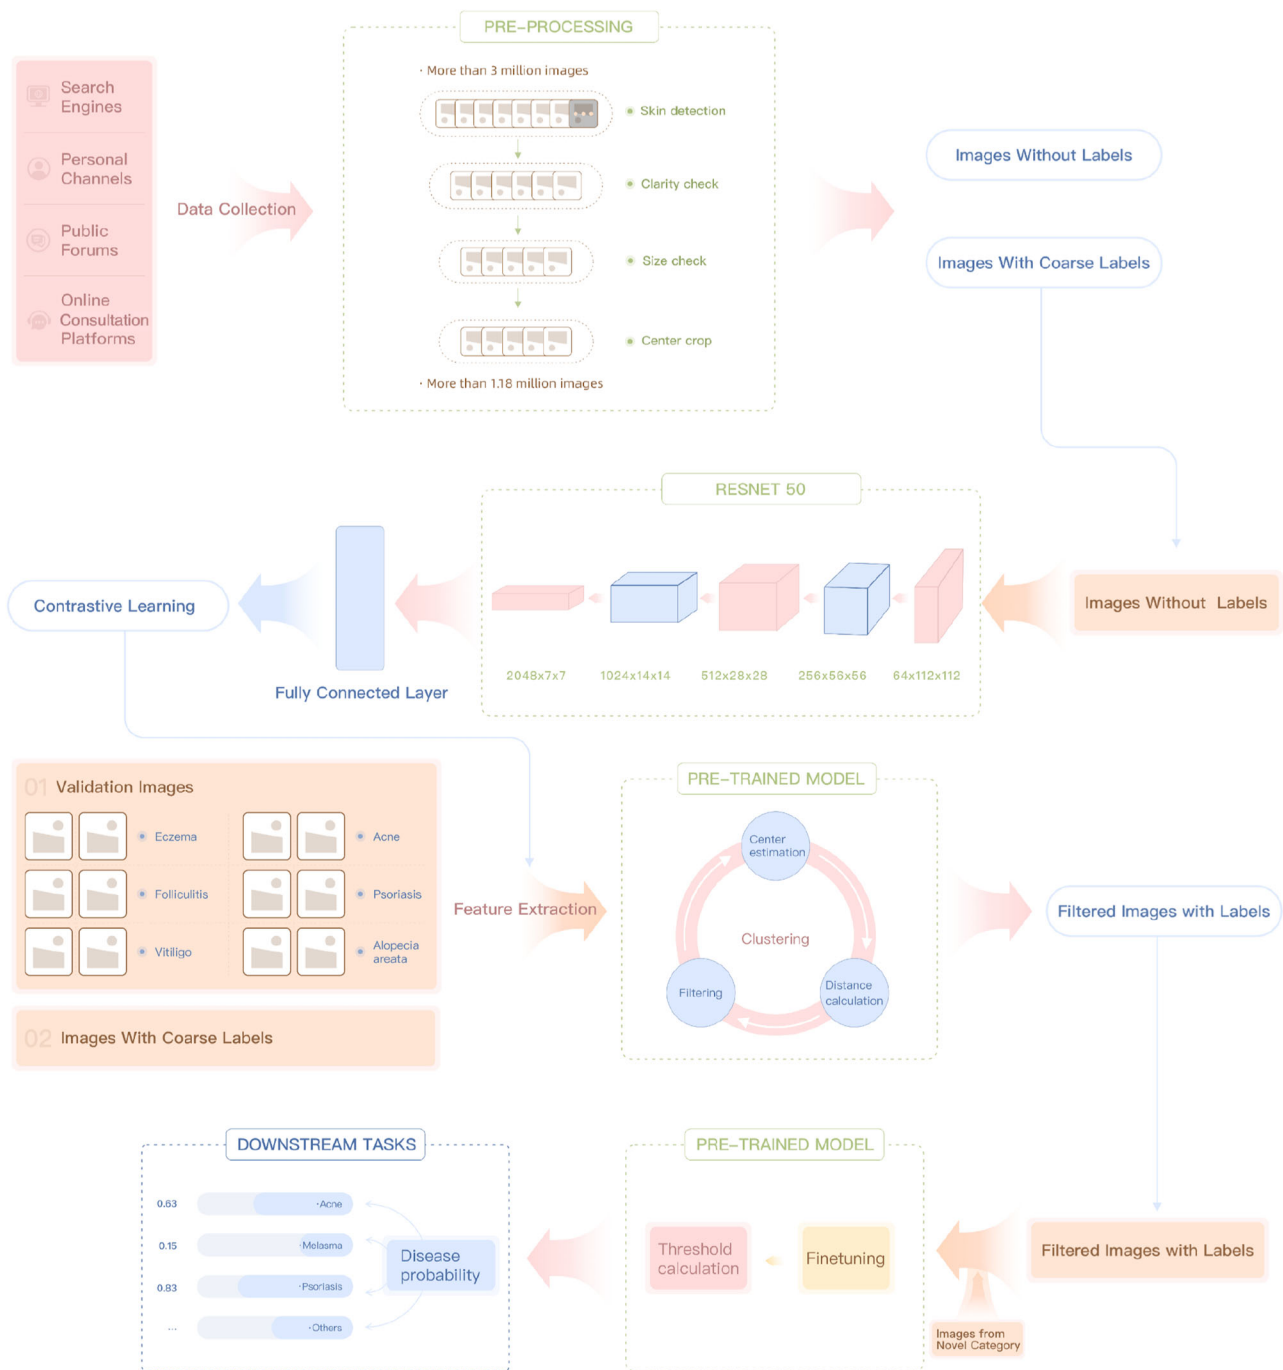 PRE-PROCESSING
· More than 3 million images
Search
Engines
Personal
Channels
Public
Forums
Online
Consultation
Platforms
Data Collection
Skin detection
Clarity check
Size check
Center crop
· More than 1.18 million images
Images Without Labels
Images With Coarse Labels
RESNET 50
Contrastive Learning
Fully Connected Layer
2048x7x7
1024x14x14
512x28x28
256x56x56
64x112x112
Images Without Labels
01 Validation Images
Eczema
Acne
Folliculitis
Psoriasis
Vitiligo
Alopecia
areata
02 Images With Coarse Labels
Feature Extraction
PRE-TRAINED MODEL
Center
estimation
Clustering
Filtering
Distance
calculation
Filtered Images with Labels
DOWNSTREAM TASKS
0.63
·Acne
0.15
·Melasma
0.83
·Psoriasis
...
·Others
Disease
probability
PRE-TRAINED MODEL
Threshold
calculation
Finetuning
Filtered Images with Labels
Images from
Novel Category